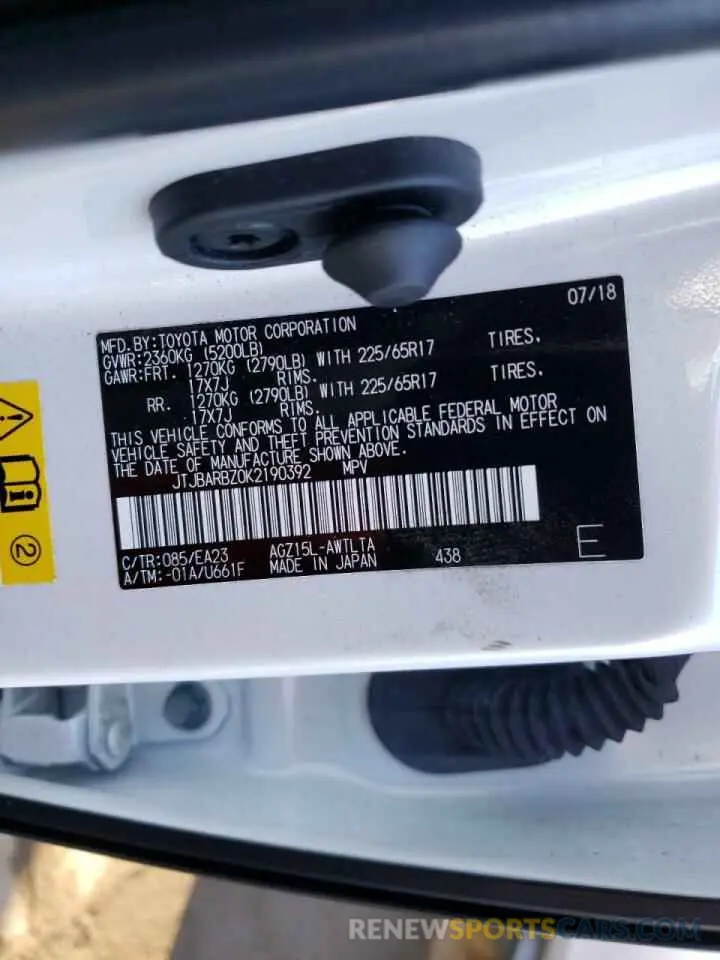 07/18
MFD.BY:TOYOTA MOTOR CORPORATION
GVWR:2360KG (5200LB)
GAWR:FRT. 1270KG (2790LB) WITH 225/65R17 TIRES,
17X7J RIMS.
RR. 1270KG (2790LB) WITH 225/65R17 TIRES,
17X7J RIMS.
THIS VEHICLE CONFORMS TO ALL APPLICABLE FEDERAL MOTOR
VEHICLE SAFETY AND THEFT PREVENTION STANDARDS IN EFFECT ON
THE DATE OF MANUFACTURE SHOWN ABOVE.
JTJBARBZ0K2190392 MPV
C/TR:085/EA23 AGZ15L-AWTLTA
A/TM:-01A/U661F MADE IN JAPAN 438
E
2
RENEWSPORTSCARS.COM